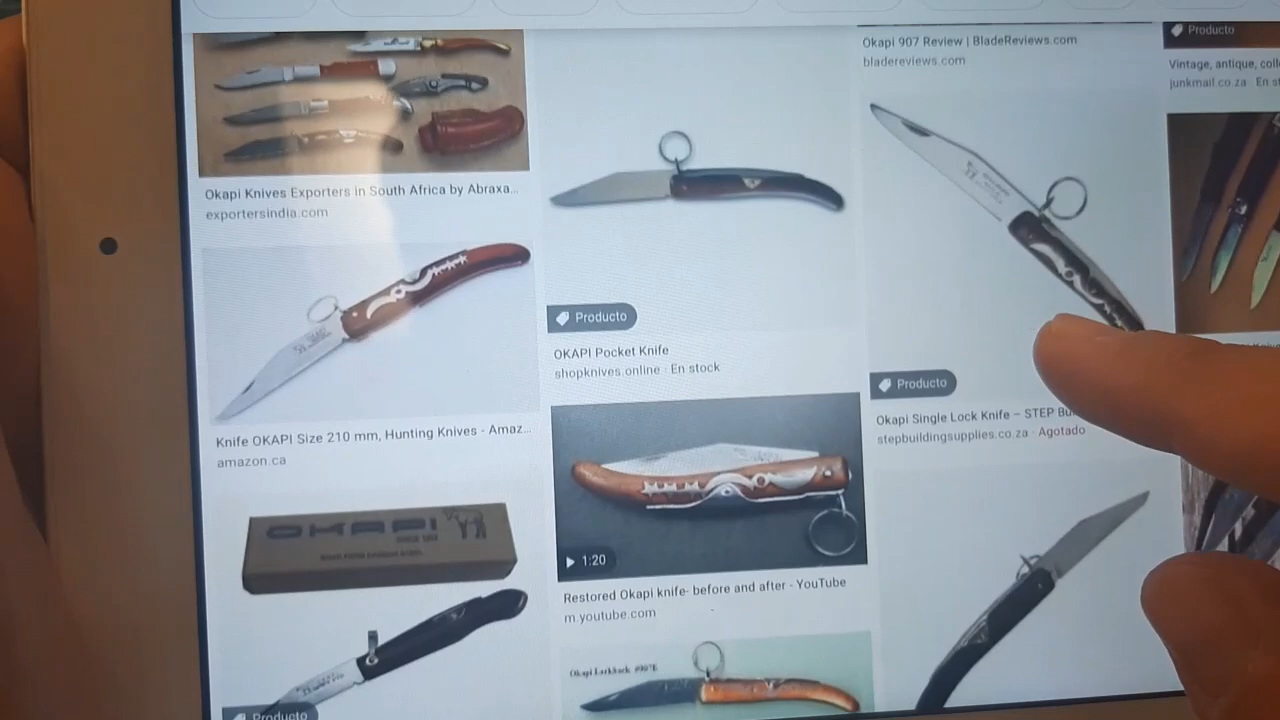 Okapi Knives Exporters in South Africa by Abraxa...
exportersindia.com
Knife OKAPI Size 210 mm, Hunting Knives - Amaz...
amazon.ca
OKAPI
Producto
Producto
OKAPI Pocket Knife
shopknives.online · En stock
1:20
Restored Okapi knife- before and after - YouTube
m.youtube.com
Okapi Lockback
Okapi 907 Review | BladeReviews.com
bladereviews.com
Producto
Okapi Single Lock Knife – STEP
stepbuildingsupplies.co.za · Agotado
Producto
Vintage, antique,
junkmail.co.za · En